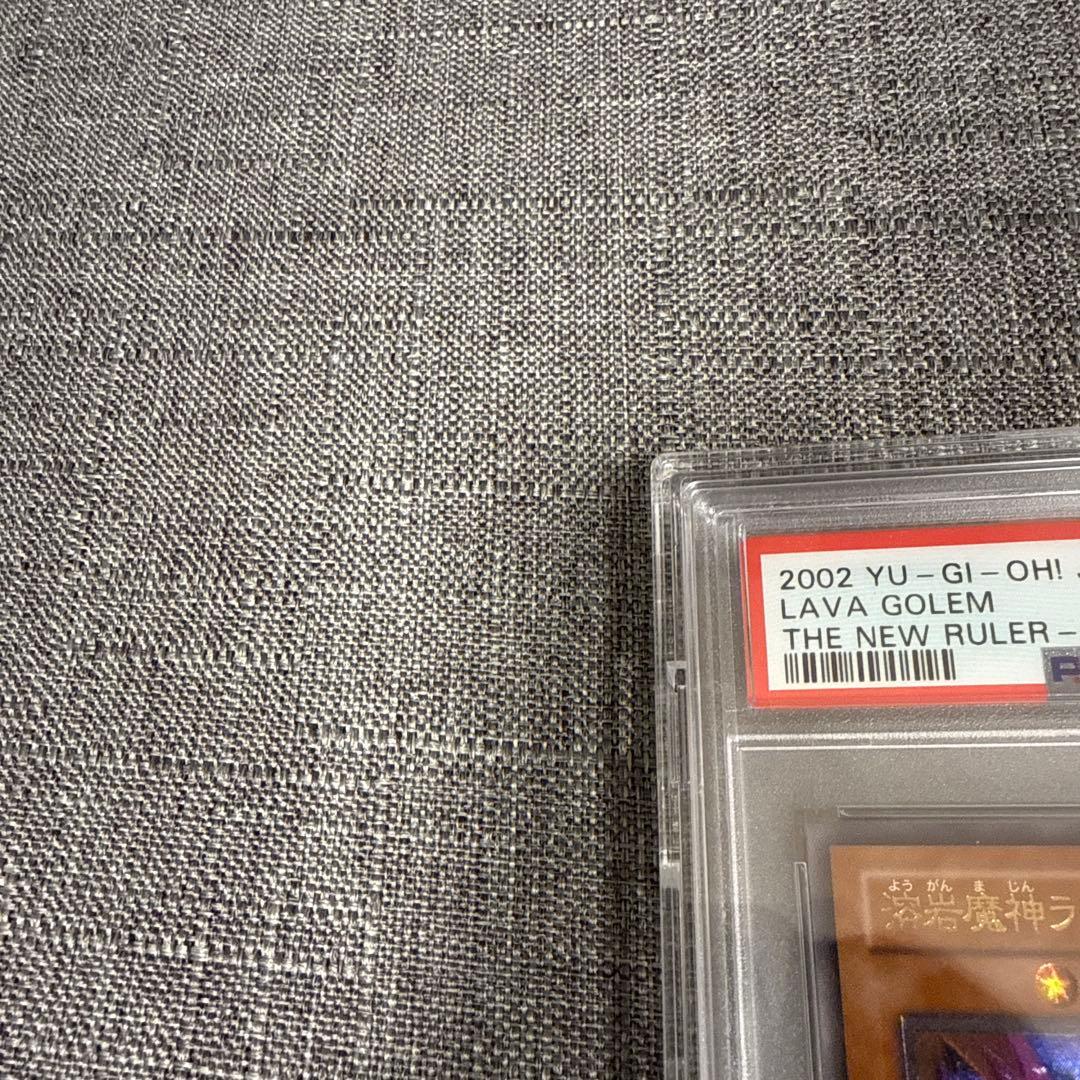 2002 YU-GI-OH!
LAVA GOLEM
THE NEW RULER-
よう がん ま じん
溶岩魔神ラ